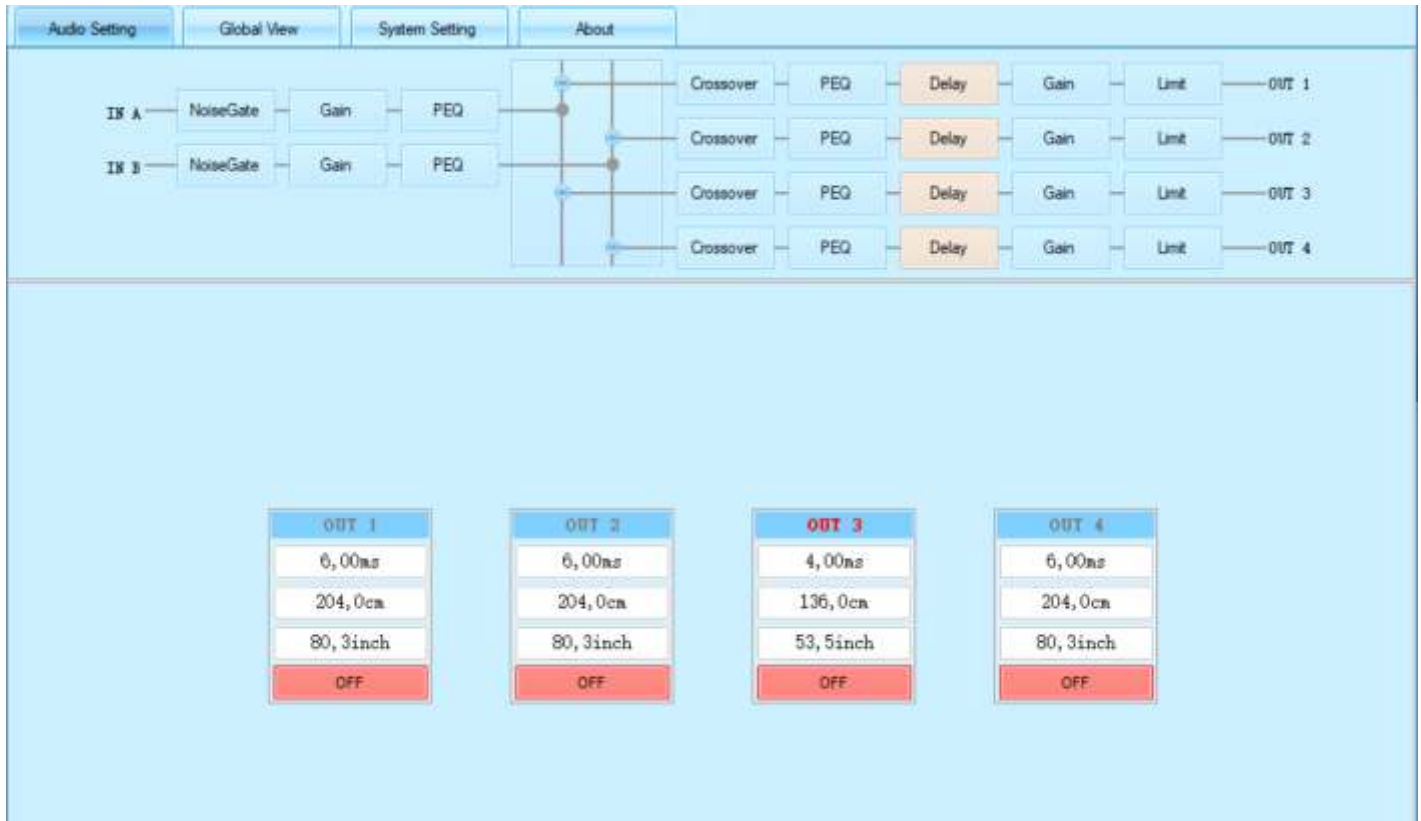 Audio Setting Global View System Setting About
Crossover PEQ Delay Gain Limit OUT 1
IN A NoiseGate Gain PEQ
Crossover PEQ Delay Gain Limit OUT 2
IN B NoiseGate Gain PEQ
Crossover PEQ Delay Gain Limit OUT 3
Crossover PEQ Delay Gain Limit OUT 4
OUT 1 OUT 2 OUT 3 OUT 4
6,00ms 6,00ms 4,00ms 6,00ms
204,0cm 204,0cm 136,0cm 204,0cm
80,3inch 80,3inch 53,5inch 80,3inch
OFF OFF OFF OFF